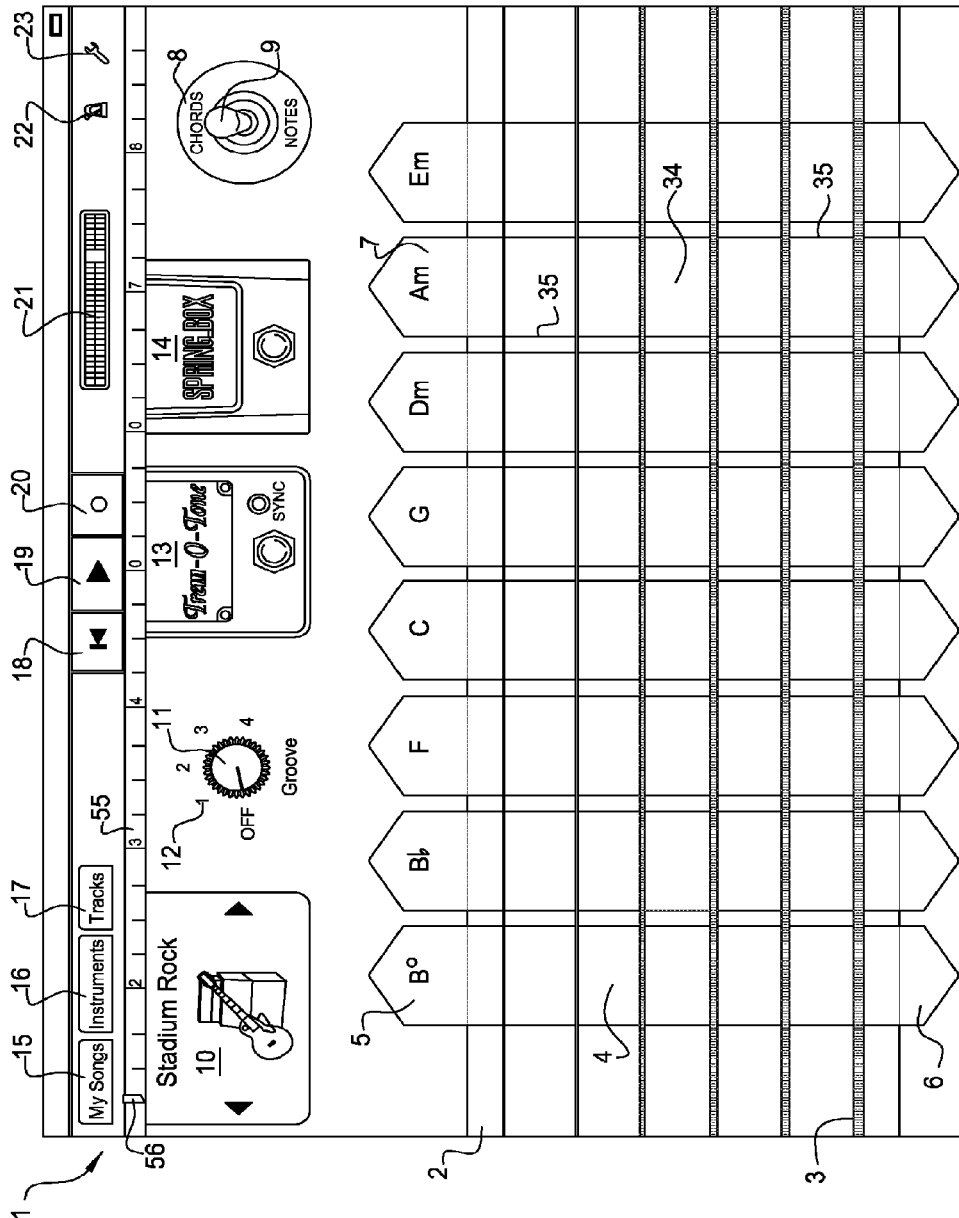 1 15 16 17 18 19 20 21 22 23
My Songs Instruments Tracks
55
2 3 4 0 0 7 8
56
Stadium Rock
10
12 11
OFF 1 2 3 4
Groove
13
Trem-O-Tone
SYNC
14
SPRING BOX
8
CHORDS
9
NOTES
5 7
B° B♭ F C G Dm Am Em
2
35
4 34
3 35
6